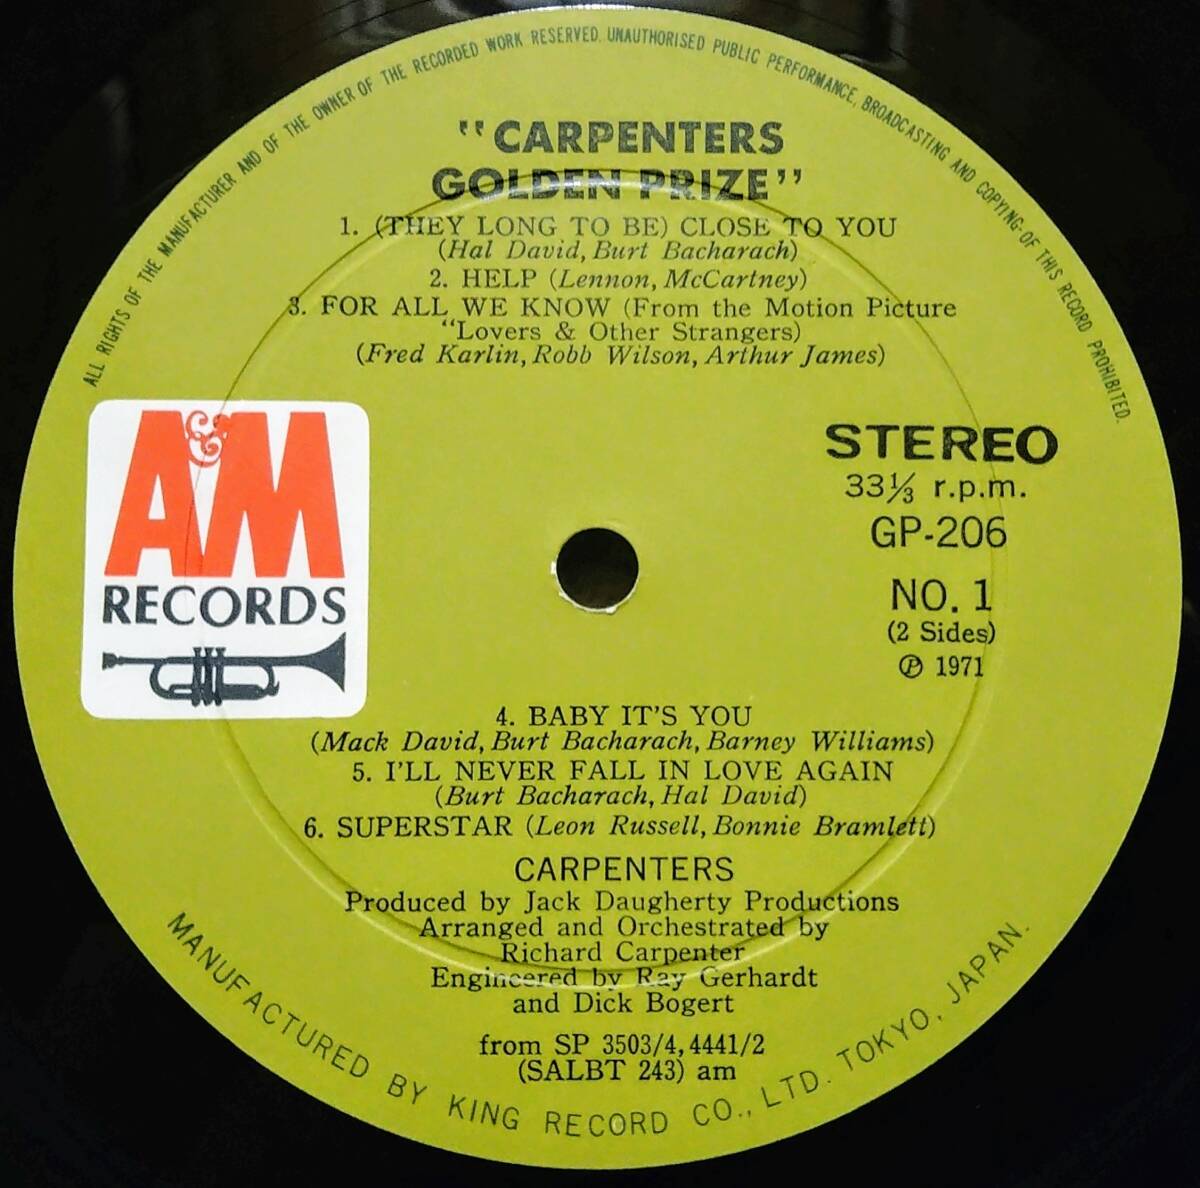 ALL RIGHTS OF THE MANUFACTURER AND OF THE OWNER OF THE RECORDED WORK RESERVED. UNAUTHORISED PUBLIC PERFORMANCE, BROADCASTING AND COPYING OF THIS RECORD PROHIBITED.
"CARPENTERS
GOLDEN PRIZE"
1. (THEY LONG TO BE) CLOSE TO YOU
(Hal David, Burt Bacharach)
2. HELP (Lennon, McCartney)
3. FOR ALL WE KNOW (From the Motion Picture
"Lovers & Other Strangers)
(Fred Karlin, Robb Wilson, Arthur James)
A&M
RECORDS
STEREO
33⅓ r.p.m.
GP-206
NO. 1
(2 Sides)
Ⓟ 1971
4. BABY IT'S YOU
(Mack David, Burt Bacharach, Barney Williams)
5. I'LL NEVER FALL IN LOVE AGAIN
(Burt Bacharach, Hal David)
6. SUPERSTAR (Leon Russell, Bonnie Bramlett)
CARPENTERS
Produced by Jack Daugherty Productions
Arranged and Orchestrated by
Richard Carpenter
Engineered by Ray Gerhardt
and Dick Bogert
from SP 3503/4, 4441/2
(SALBT 243) am
MANUFACTURED BY KING RECORD CO., LTD. TOKYO, JAPAN.